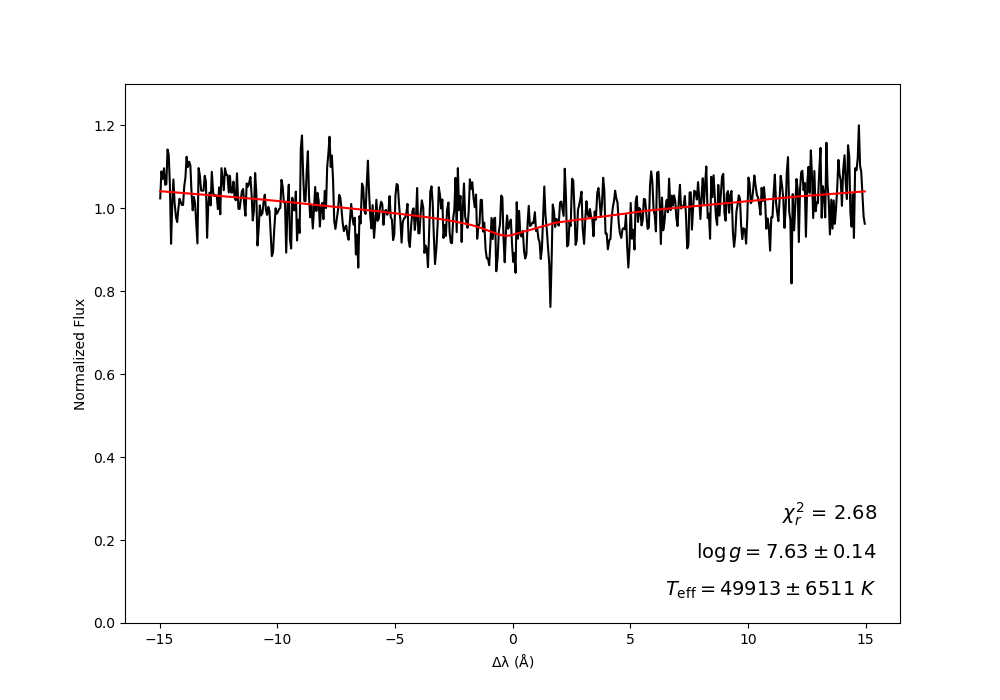 1.2
1.0
0.8
0.6
0.4
0.2
0.0
Normalized Flux
χ²ᵣ = 2.68
log g = 7.63 ± 0.14
T_eff = 49913 ± 6511 K
−15 −10 −5 0 5 10 15
Δλ (Å)